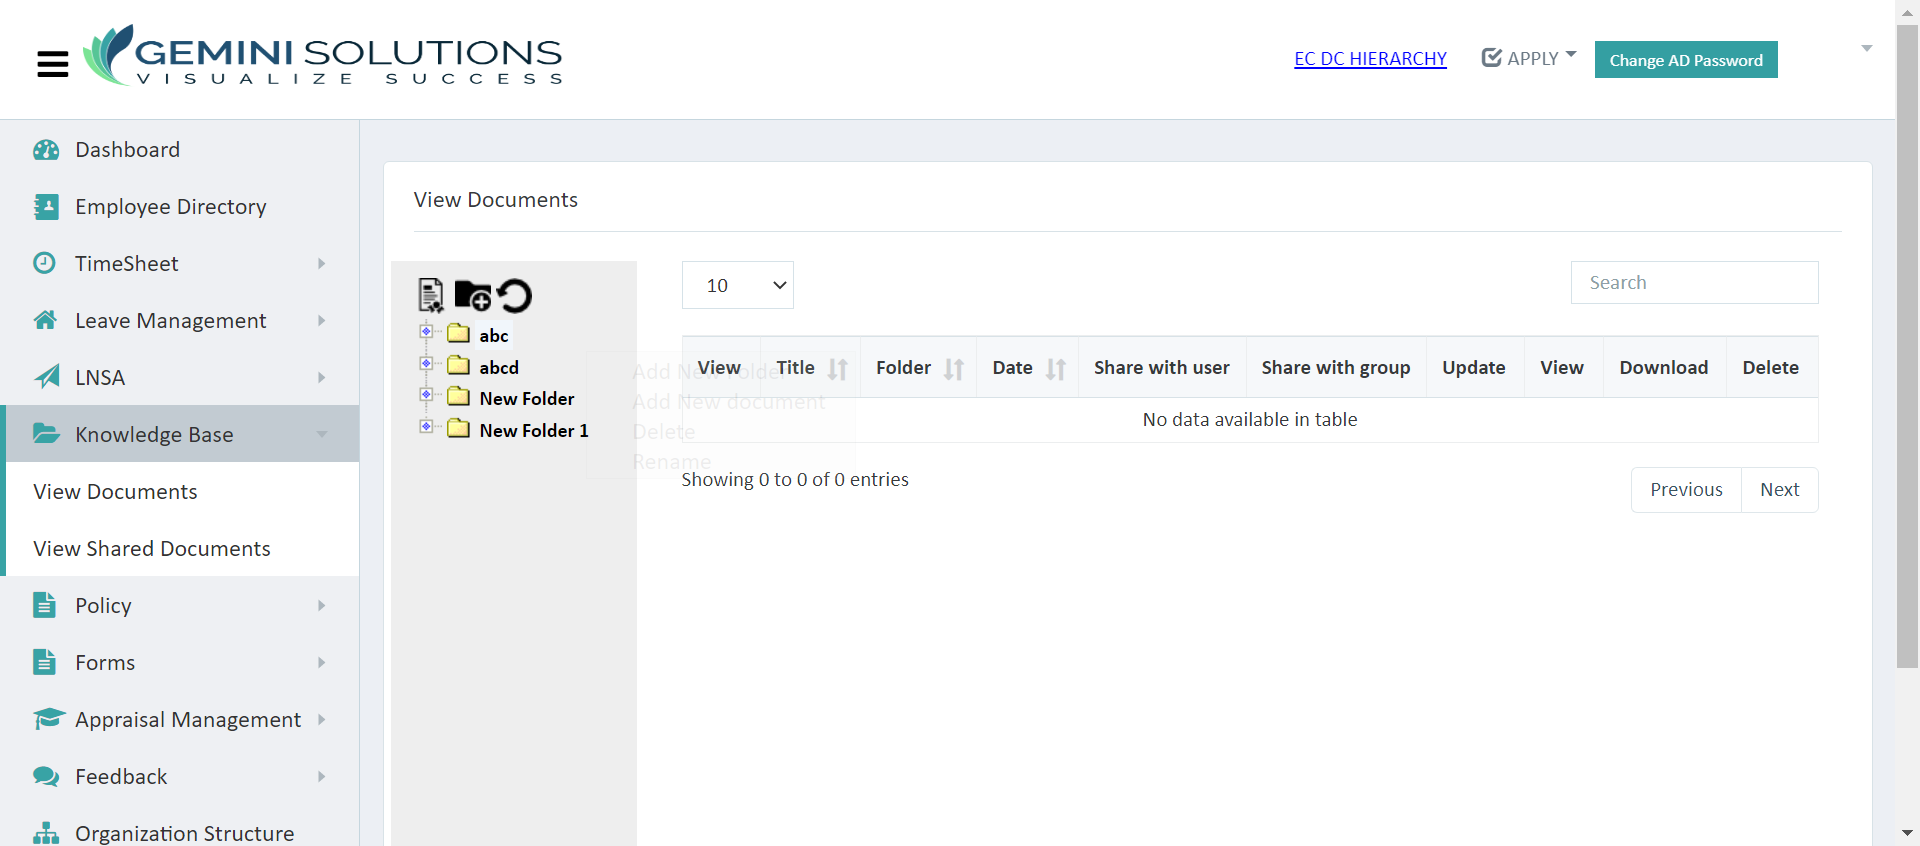 GEMINI SOLUTIONS
VISUALIZE SUCCESS
EC DC HIERARCHY
APPLY
Change AD Password
Dashboard
Employee Directory
TimeSheet
Leave Management
LNSA
Knowledge Base
View Documents
View Shared Documents
Policy
Forms
Appraisal Management
Feedback
Organization Structure
View Documents
abc
abcd
New Folder
New Folder 1
Add New Folder
Add New document
Delete
Rename
10
Search
View Title Folder Date Share with user Share with group Update View Download Delete
No data available in table
Showing 0 to 0 of 0 entries
Previous Next